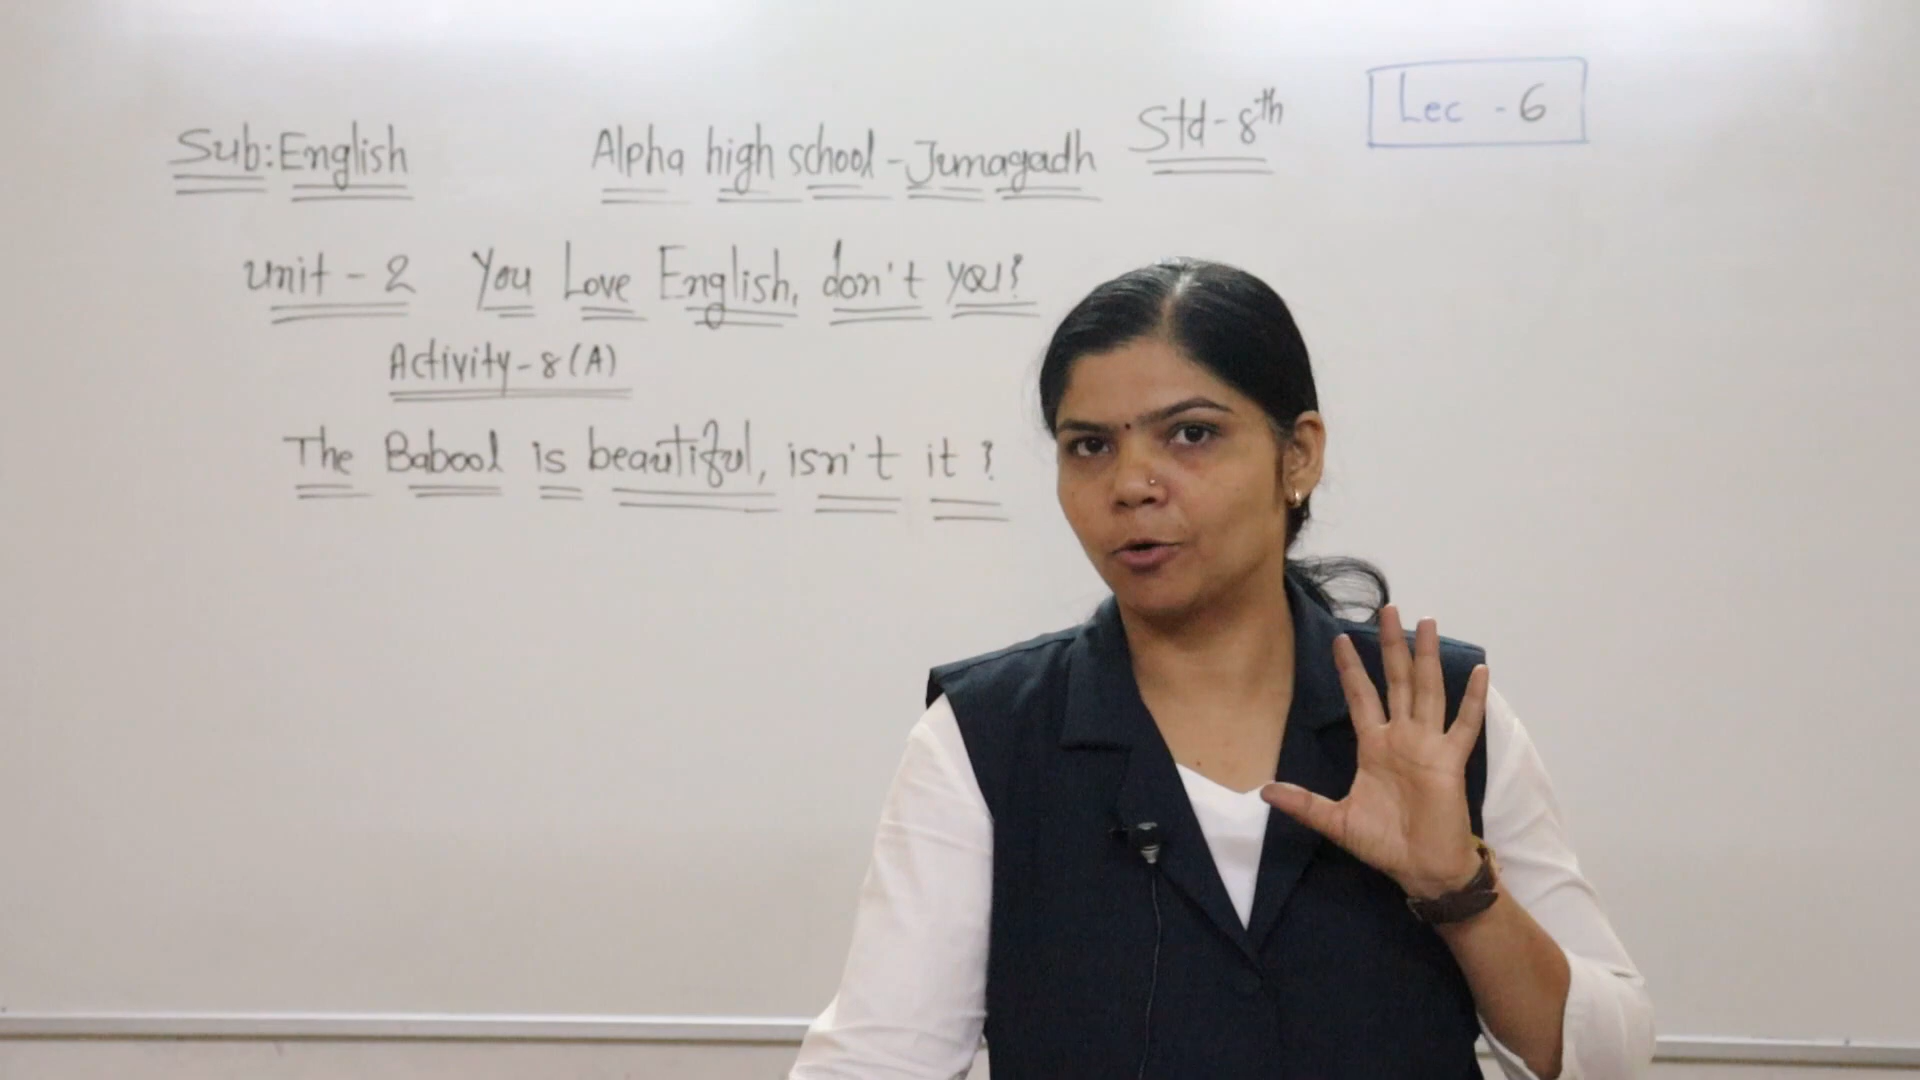 Sub: English Alpha high school - Junagadh Std - 8th Lec - 6
Unit - 2 You Love English, don't you?
Activity - 8 (A)
The Babool is beautiful, isn't it?